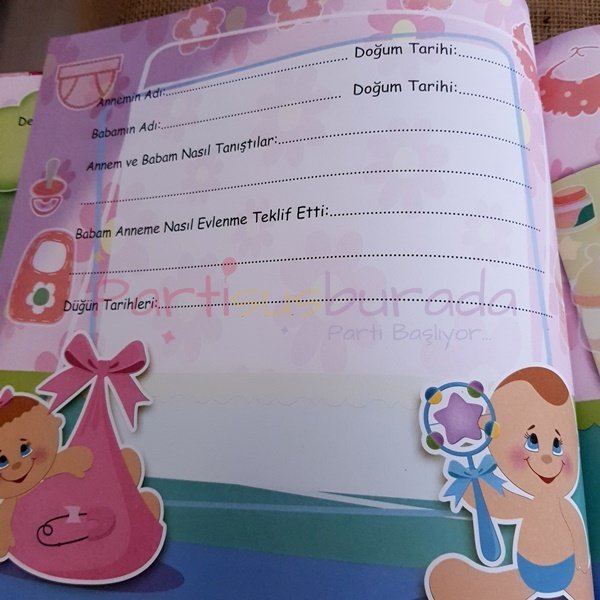 De
Annemin Adı:.......... Doğum Tarihi:..........
Babamın Adı:.......... Doğum Tarihi:..........
Annem ve Babam Nasıl Tanıştılar:..........
Babam Anneme Nasıl Evlenme Teklif Etti:..........
Düğün Tarihleri:..........
Partisusburada
Parti Başlıyor...